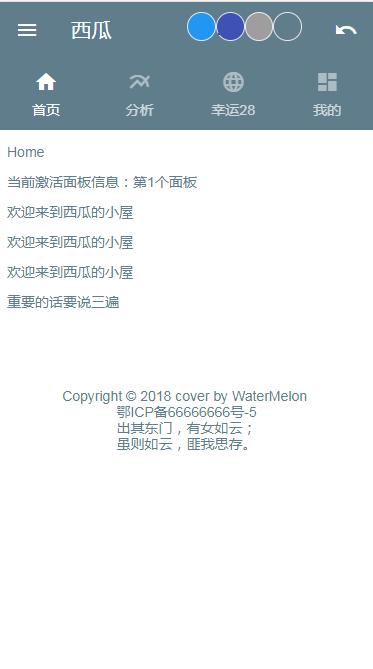 西瓜
首页
分析
幸运28
我的
Home
当前激活面板信息：第1个面板
欢迎来到西瓜的小屋
欢迎来到西瓜的小屋
欢迎来到西瓜的小屋
重要的话要说三遍
Copyright © 2018 cover by WaterMelon
鄂ICP备66666666号-5
出其东门，有女如云；
虽则如云，匪我思存。